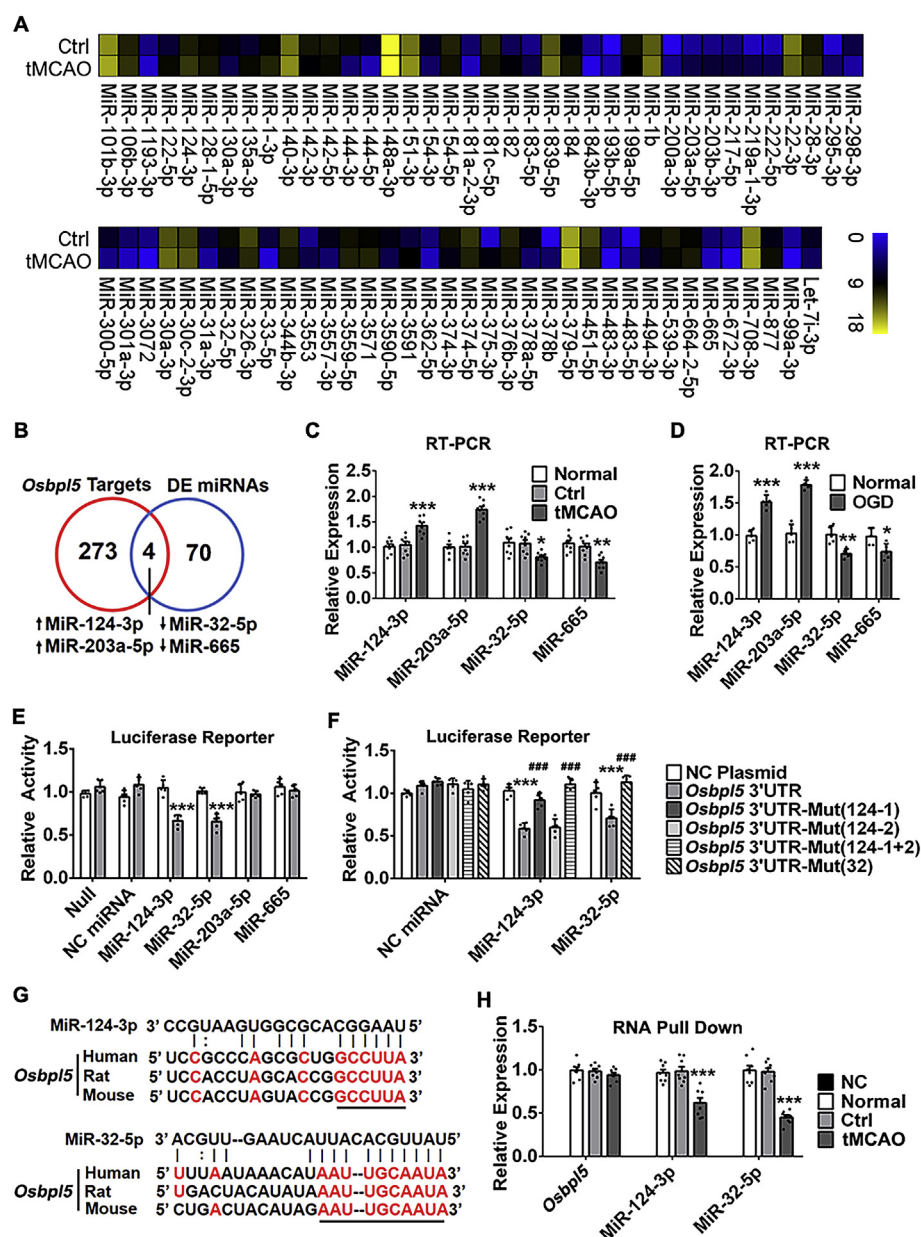 A
Ctrl
tMCAO
MiR-101b-3p
MiR-106b-3p
MiR-1193-3p
MiR-122-5p
MiR-124-3p
MiR-128-1-5p
MiR-130a-3p
MiR-135a-3p
MiR-1-3p
MiR-140-3p
MiR-142-3p
MiR-142-5p
MiR-144-3p
MiR-144-5p
MiR-148a-3p
MiR-151-3p
MiR-154-3p
MiR-154-5p
MiR-181a-2-3p
MiR-181c-5p
MiR-182
MiR-183-5p
MiR-1839-5p
MiR-184
MiR-1843b-3p
MiR-193b-5p
MiR-199a-5p
MiR-1b
MiR-200a-3p
MiR-203a-5p
MiR-203b-3p
MiR-217-5p
MiR-219a-1-3p
MiR-222-5p
MiR-22-3p
MiR-28-3p
MiR-295-3p
MiR-298-3p
Ctrl
tMCAO
MiR-300-5p
MiR-301a-3p
MiR-3072
MiR-30a-3p
MiR-30c-2-3p
MiR-31a-3p
MiR-32-5p
MiR-326-3p
MiR-33-5p
MiR-344b-3p
MiR-3553
MiR-3557-3p
MiR-3559-5p
MiR-3571
MiR-3590-5p
MiR-3591
MiR-362-5p
MiR-374-3p
MiR-374-5p
MiR-375-3p
MiR-376b-3p
MiR-378a-5p
MiR-378b
MiR-379-5p
MiR-451-5p
MiR-483-3p
MiR-483-5p
MiR-494-3p
MiR-539-3p
MiR-664-2-5p
MiR-665
MiR-672-3p
MiR-708-3p
MiR-877
MiR-99a-3p
Let-7i-3p
0
9
18
B
Osbpl5 Targets DE miRNAs
273 4 70
↑MiR-124-3p ↓MiR-32-5p
↑MiR-203a-5p ↓MiR-665
C
RT-PCR
Relative Expression
2.5
2.0
1.5
1.0
0.5
0.0
Normal
Ctrl
tMCAO
*** *** * **
MiR-124-3p
MiR-203a-5p
MiR-32-5p
MiR-665
D
RT-PCR
Relative Expression
2.0
1.5
1.0
0.5
0.0
Normal
OGD
*** *** ** *
MiR-124-3p
MiR-203a-5p
MiR-32-5p
MiR-665
E
Luciferase Reporter
Relative Activity
1.5
1.0
0.5
0.0
*** ***
Null
NC miRNA
MiR-124-3p
MiR-32-5p
MiR-203a-5p
MiR-665
F
Luciferase Reporter
Relative Activity
1.5
1.0
0.5
0.0
*** ### ### *** ###
NC miRNA
MiR-124-3p
MiR-32-5p
NC Plasmid
Osbpl5 3'UTR
Osbpl5 3'UTR-Mut(124-1)
Osbpl5 3'UTR-Mut(124-2)
Osbpl5 3'UTR-Mut(124-1+2)
Osbpl5 3'UTR-Mut(32)
G
MiR-124-3p 3' CCGUAAGUGGCGCACGGAAU 5'
Osbpl5
Human 5' UCCGCCCAGCGCUGGCCUUA 3'
Rat 5' UCCACCUAGCACCGGCCUUA 3'
Mouse 5' UCCACCUAGUACCGGCCUUA 3'
MiR-32-5p 3' ACGUU--GAAUCAUUACACGUUAU5'
Osbpl5
Human 5' UUUAAUAAACAUAAU--UGCAAUA3'
Rat 5' UGACUACAUAUAAAU--UGCAAUA3'
Mouse 5' CUGACUACAUAGAAU--UGCAAUA3'
H
RNA Pull Down
Relative Expression
1.5
1.0
0.5
0.0
NC
Normal
Ctrl
tMCAO
*** ***
Osbpl5
MiR-124-3p
MiR-32-5p